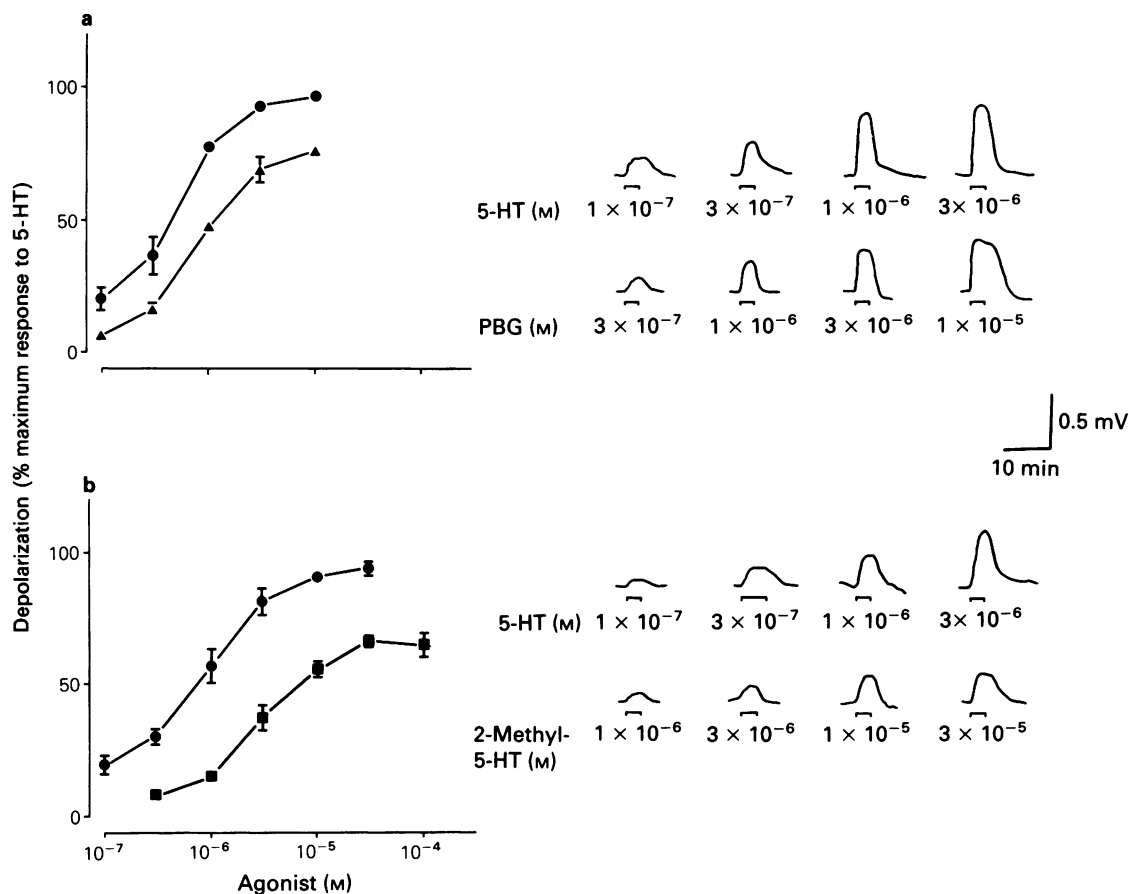 a
Depolarization (% maximum response to 5-HT)
100
50
0
5-HT (M) 1 × 10⁻⁷ 3 × 10⁻⁷ 1 × 10⁻⁶ 3 × 10⁻⁶
PBG (M) 3 × 10⁻⁷ 1 × 10⁻⁶ 3 × 10⁻⁶ 1 × 10⁻⁵
0.5 mV
10 min
b
100
50
0
5-HT (M) 1 × 10⁻⁷ 3 × 10⁻⁷ 1 × 10⁻⁶ 3 × 10⁻⁶
2-Methyl- 1 × 10⁻⁶ 3 × 10⁻⁶ 1 × 10⁻⁵ 3 × 10⁻⁵
5-HT (M)
10⁻⁷ 10⁻⁶ 10⁻⁵ 10⁻⁴
Agonist (M)